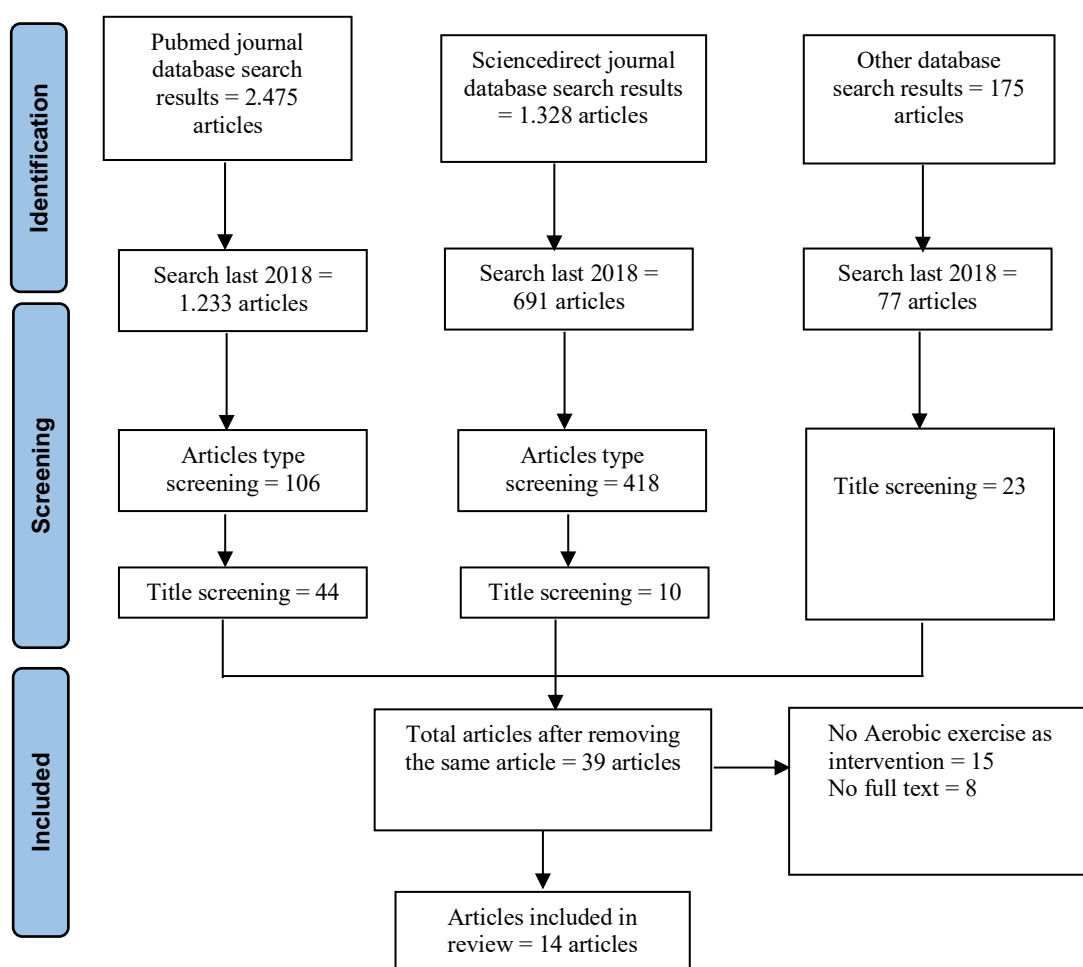 Identification
Pubmed journal
database search
results = 2.475
articles
Sciencedirect journal
database search results
= 1.328 articles
Other database
search results = 175
articles
Search last 2018 =
1.233 articles
Search last 2018 =
691 articles
Search last 2018 =
77 articles
Screening
Articles type
screening = 106
Articles type
screening = 418
Title screening = 23
Title screening = 44
Title screening = 10
Included
Total articles after removing
the same article = 39 articles
No Aerobic exercise as
intervention = 15
No full text = 8
Articles included in
review = 14 articles